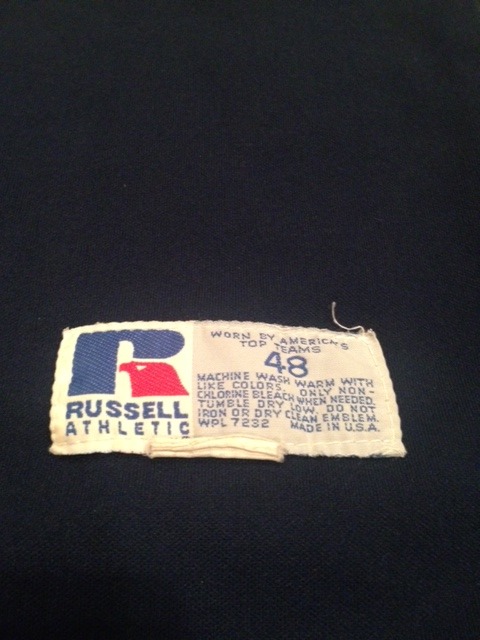 RUSSELL
ATHLETIC
WORN BY AMERICA'S
TOP TEAMS
48
MACHINE WASH WARM WITH
LIKE COLORS. ONLY NON-
CHLORINE BLEACH WHEN NEEDED.
TUMBLE DRY LOW. DO NOT
IRON OR DRY CLEAN EMBLEM.
WPL 7232 MADE IN U.S.A.